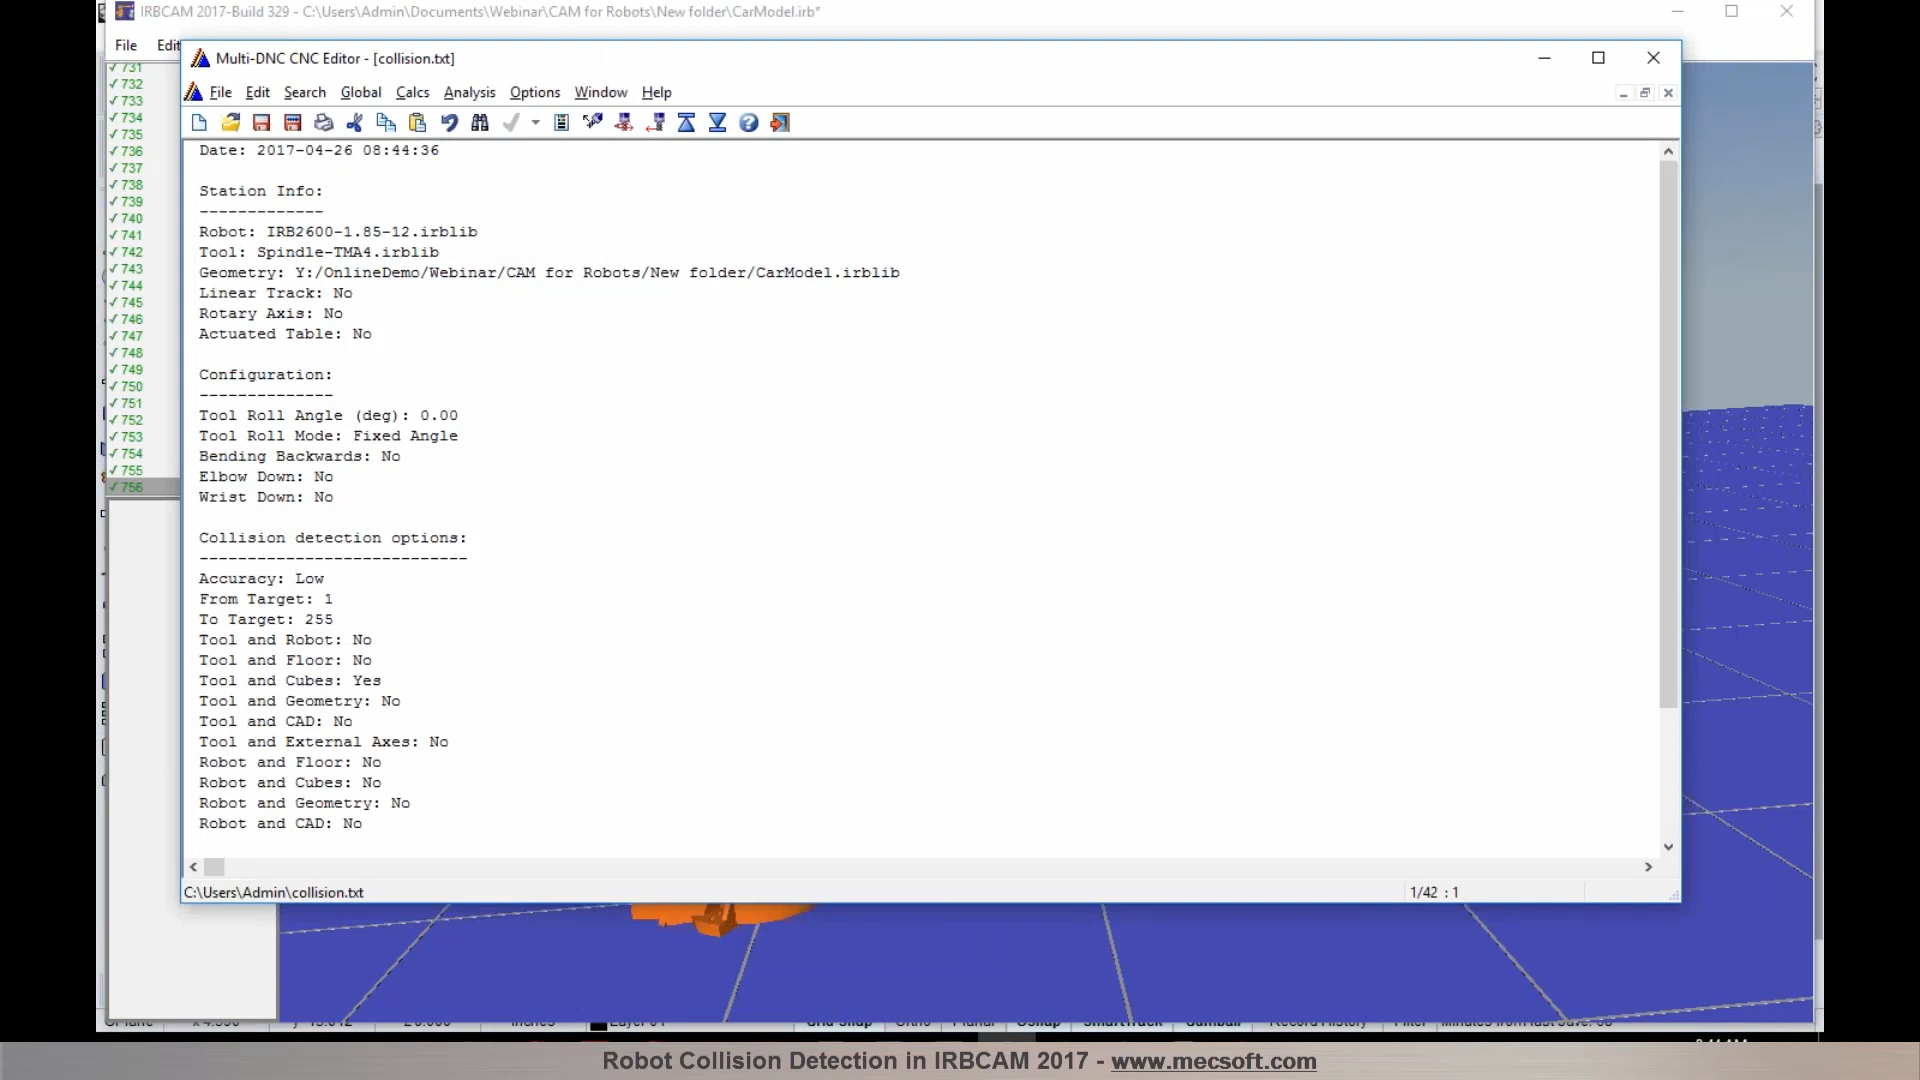 IRBCAM 2017-Build 329 - C:\Users\Admin\Documents\Webinar\CAM for Robots\New folder\CarModel.irb*
File Edit
Multi-DNC CNC Editor - [collision.txt]
File Edit Search Global Calcs Analysis Options Window Help
731
732
733
734
735
736
737
738
739
740
741
742
743
744
745
746
747
748
749
750
751
752
753
754
755
756
Date: 2017-04-26 08:44:36
Station Info:
-------------
Robot: IRB2600-1.85-12.irblib
Tool: Spindle-TMA4.irblib
Geometry: Y:/OnlineDemo/Webinar/CAM for Robots/New folder/CarModel.irblib
Linear Track: No
Rotary Axis: No
Actuated Table: No
Configuration:
--------------
Tool Roll Angle (deg): 0.00
Tool Roll Mode: Fixed Angle
Bending Backwards: No
Elbow Down: No
Wrist Down: No
Collision detection options:
----------------------------
Accuracy: Low
From Target: 1
To Target: 255
Tool and Robot: No
Tool and Floor: No
Tool and Cubes: Yes
Tool and Geometry: No
Tool and CAD: No
Tool and External Axes: No
Robot and Floor: No
Robot and Cubes: No
Robot and Geometry: No
Robot and CAD: No
C:\Users\Admin\collision.txt 1/42 : 1
Robot Collision Detection in IRBCAM 2017 - www.mecsoft.com